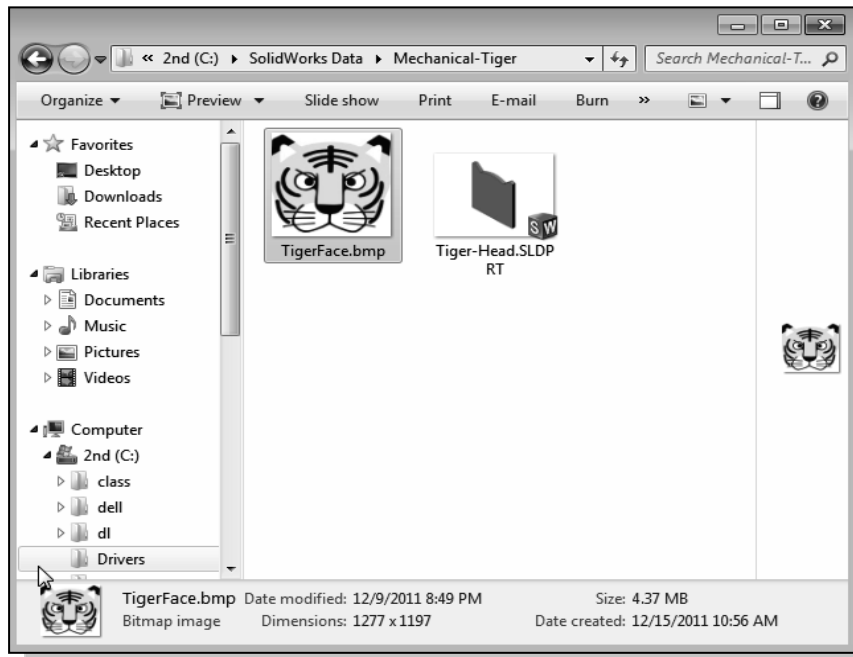 « 2nd (C:) ▸ SolidWorks Data ▸ Mechanical-Tiger
Search Mechanical-T...
Organize Preview Slide show Print E-mail Burn »
Favorites
Desktop
Downloads
Recent Places
Libraries
Documents
Music
Pictures
Videos
Computer
2nd (C:)
class
dell
dl
Drivers
TigerFace.bmp
SW
Tiger-Head.SLDP
RT
TigerFace.bmp Date modified: 12/9/2011 8:49 PM Size: 4.37 MB
Bitmap image Dimensions: 1277 x 1197 Date created: 12/15/2011 10:56 AM